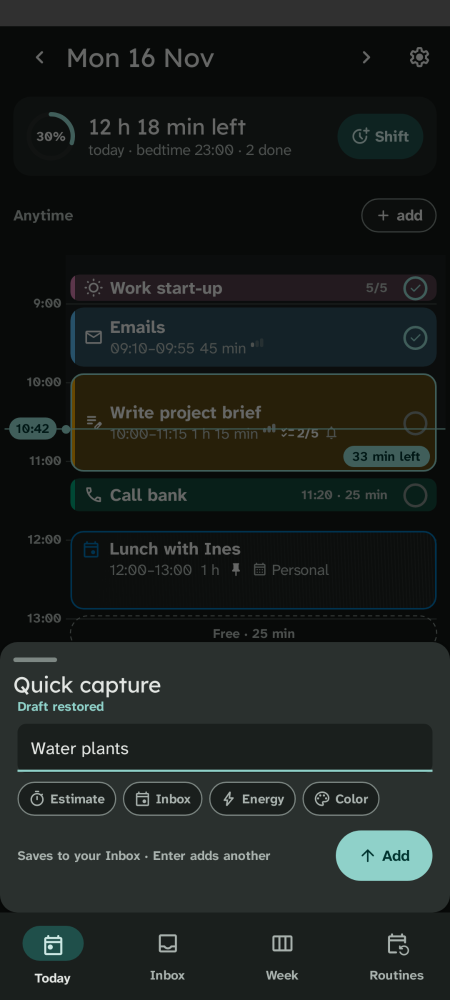 Mon 16 Nov
30%
12 h 18 min left
today · bedtime 23:00 · 2 done
Shift
Anytime
+ add
Work start-up 5/5
9:00
Emails
09:10–09:55 45 min
10:00
Write project brief
10:00–11:15 1 h 15 min 2/5
10:42
33 min left
11:00
Call bank 11:20 · 25 min
12:00
Lunch with Ines
12:00–13:00 1 h Personal
13:00
Free · 25 min
Quick capture
Draft restored
Water plants
Estimate Inbox Energy Color
Saves to your Inbox · Enter adds another
Add
Today Inbox Week Routines